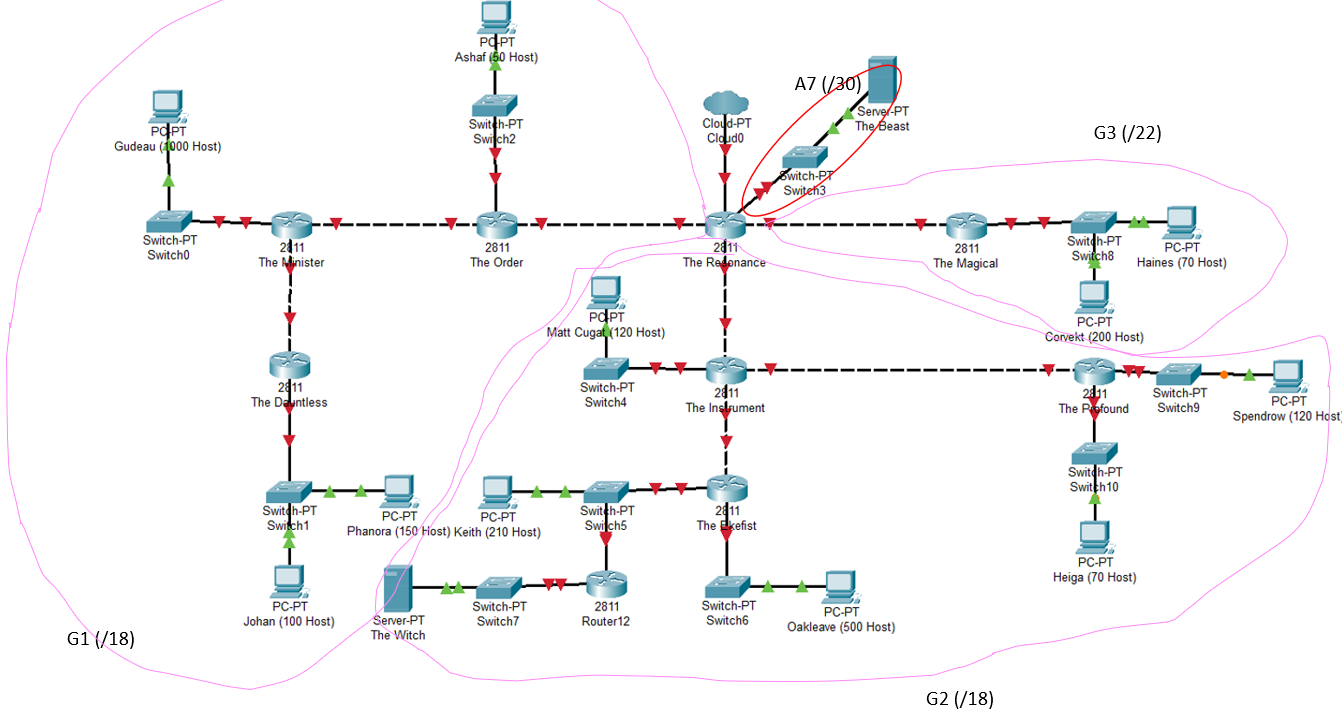 PC-PT
Ashaf (50 Host)
A7 (/30)
PC-PT
Gudeau (1000 Host)
Switch-PT
Switch2
Cloud-PT
Cloud0
Server-PT
The Beast
G3 (/22)
Switch-PT
Switch3
Switch-PT
Switch0
2811
The Minister
2811
The Order
2811
The Resonance
2811
The Magical
Switch-PT
Switch8
PC-PT
Haines (70 Host)
PC-PT
Matt Cugat (120 Host)
PC-PT
Corvekt (200 Host)
2811
The Dauntless
Switch-PT
Switch4
2811
The Instrument
2811
The Profound
Switch-PT
Switch9
PC-PT
Spendrow (120 Host)
Switch-PT
Switch10
Switch-PT
Switch1
PC-PT
Phanora (150 Host)
PC-PT
Keith (210 Host)
Switch-PT
Switch5
2811
The Ekefist
PC-PT
Heiga (70 Host)
PC-PT
Johan (100 Host)
Server-PT
The Witch
Switch-PT
Switch7
2811
Router12
Switch-PT
Switch6
PC-PT
Oakleave (500 Host)
G1 (/18)
G2 (/18)